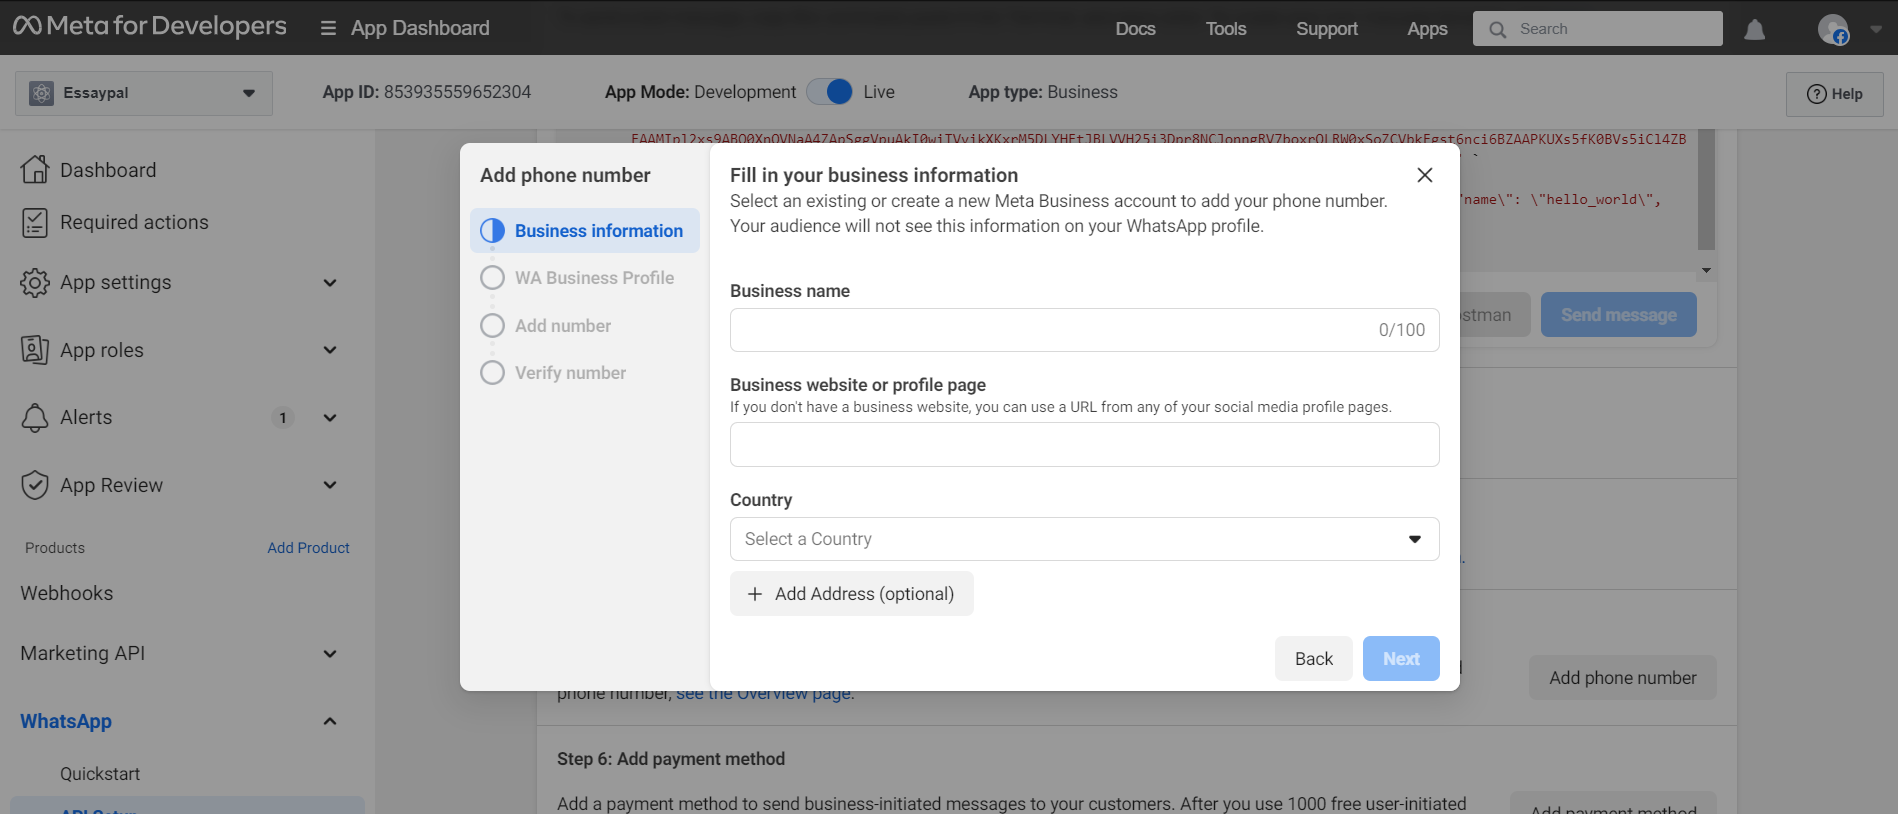 Meta for Developers
App Dashboard
Docs
Tools
Support
Apps
Search
Essaypal
App ID: 853935559652304
App Mode: Development
Live
App type: Business
Help
Dashboard
Required actions
App settings
App roles
Alerts
1
App Review
Products
Add Product
Webhooks
Marketing API
WhatsApp
Quickstart
API Setup
Add phone number
Business information
WA Business Profile
Add number
Verify number
Fill in your business information
Select an existing or create a new Meta Business account to add your phone number.
Your audience will not see this information on your WhatsApp profile.
Business name
0/100
Business website or profile page
If you don't have a business website, you can use a URL from any of your social media profile pages.
Country
Select a Country
+ Add Address (optional)
Back
Next
name\": \"hello_world\",
Send message
phone number, see the Overview page.
Add phone number
Step 6: Add payment method
Add a payment method to send business-initiated messages to your customers. After you use 1000 free user-initiated
Add payment method